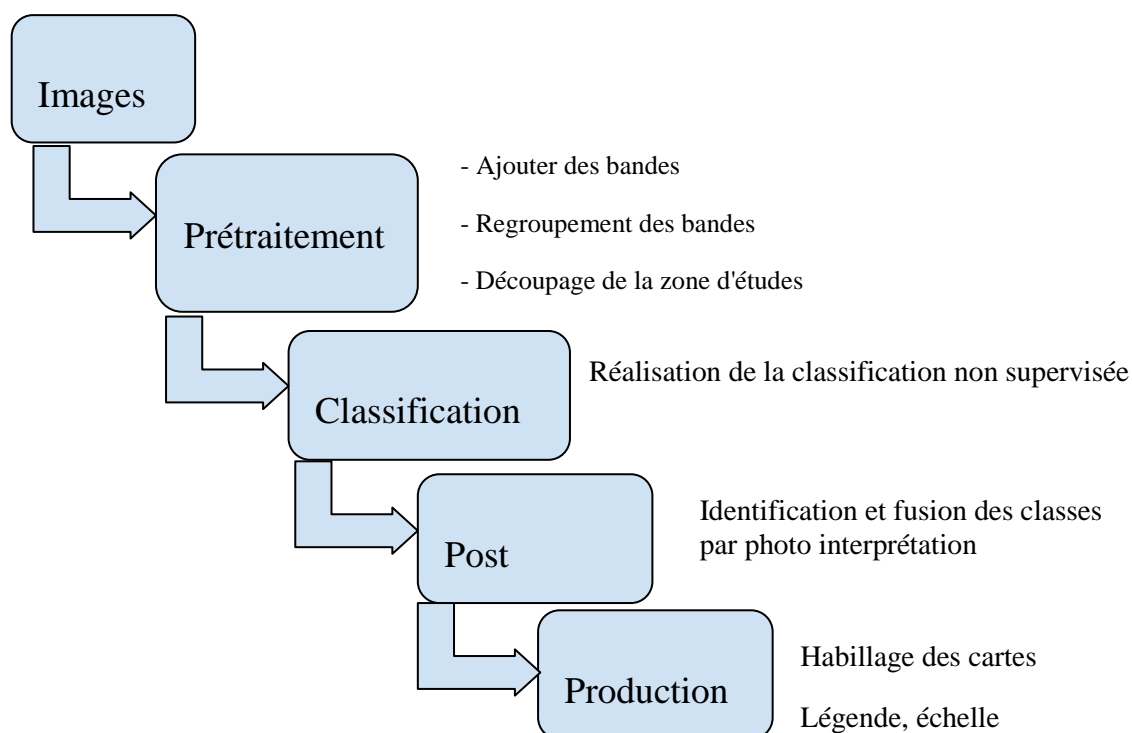 Images
Prétraitement
- Ajouter des bandes
- Regroupement des bandes
- Découpage de la zone d'études
Classification
Réalisation de la classification non supervisée
Post
Identification et fusion des classes
par photo interprétation
Production
Habillage des cartes
Légende, échelle